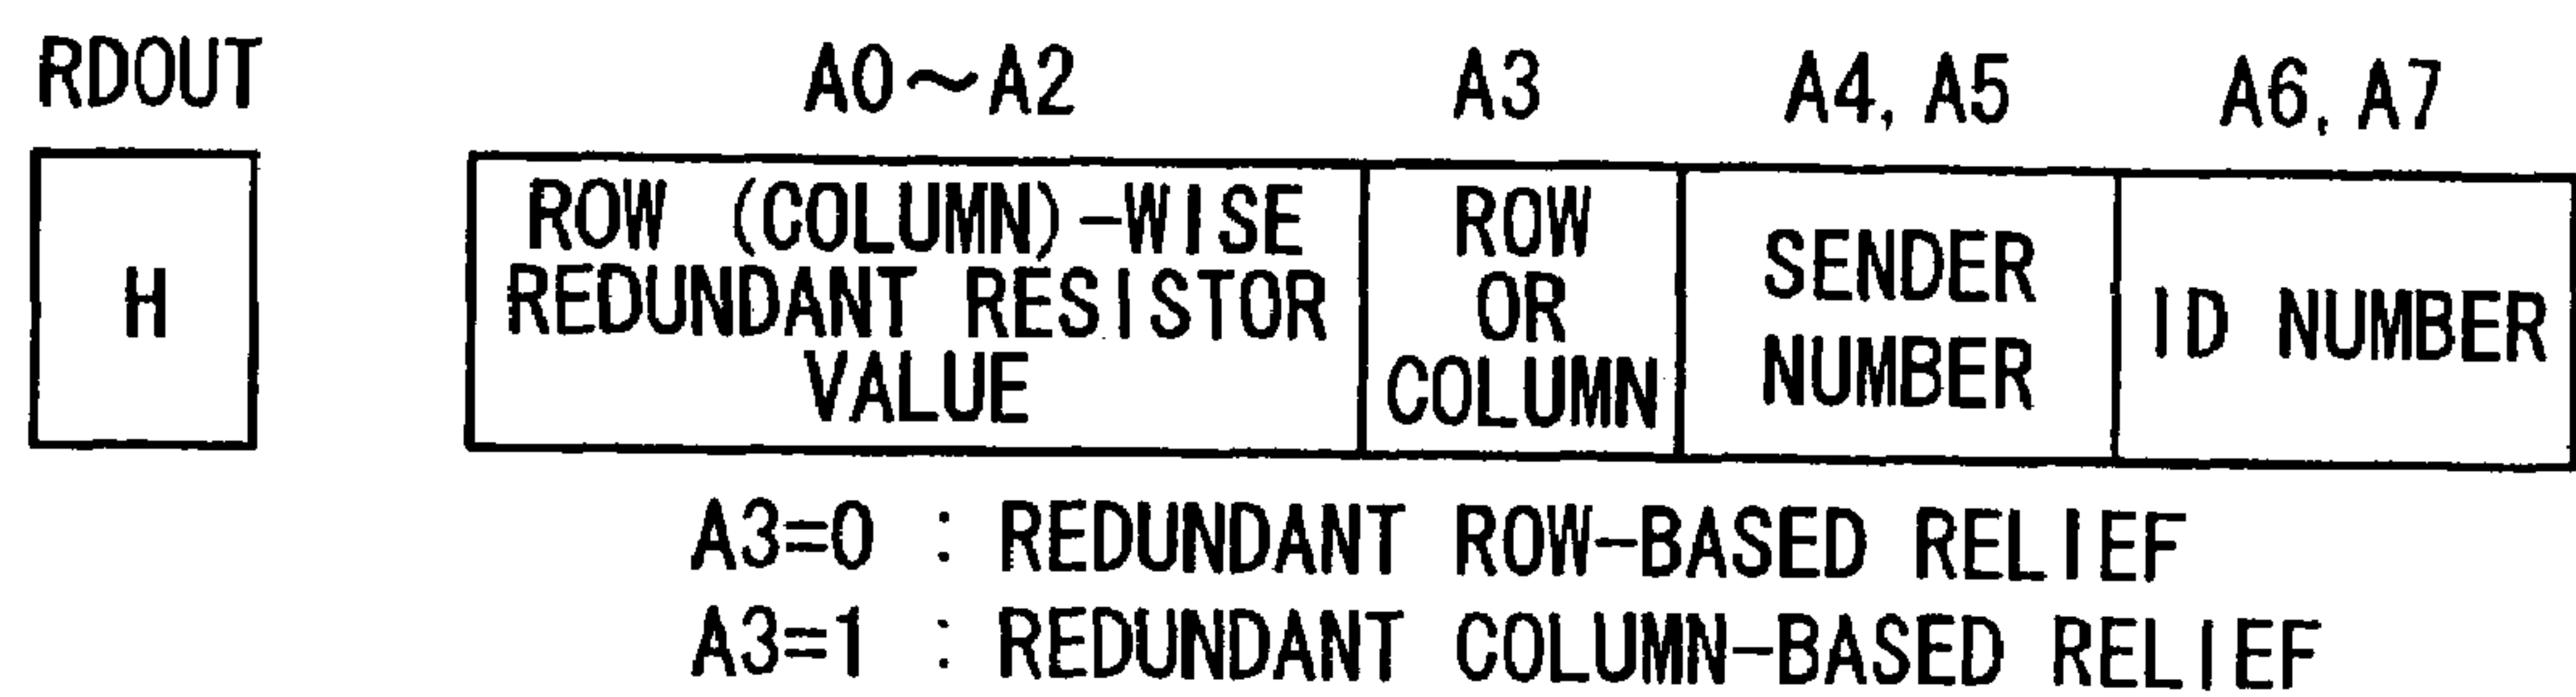 RDOUT
A0~A2
A3
A4, A5
A6, A7
H
ROW (COLUMN)-WISE
REDUNDANT RESISTOR
VALUE
ROW
OR
COLUMN
SENDER
NUMBER
ID NUMBER
A3=0 : REDUNDANT ROW-BASED RELIEF
A3=1 : REDUNDANT COLUMN-BASED RELIEF